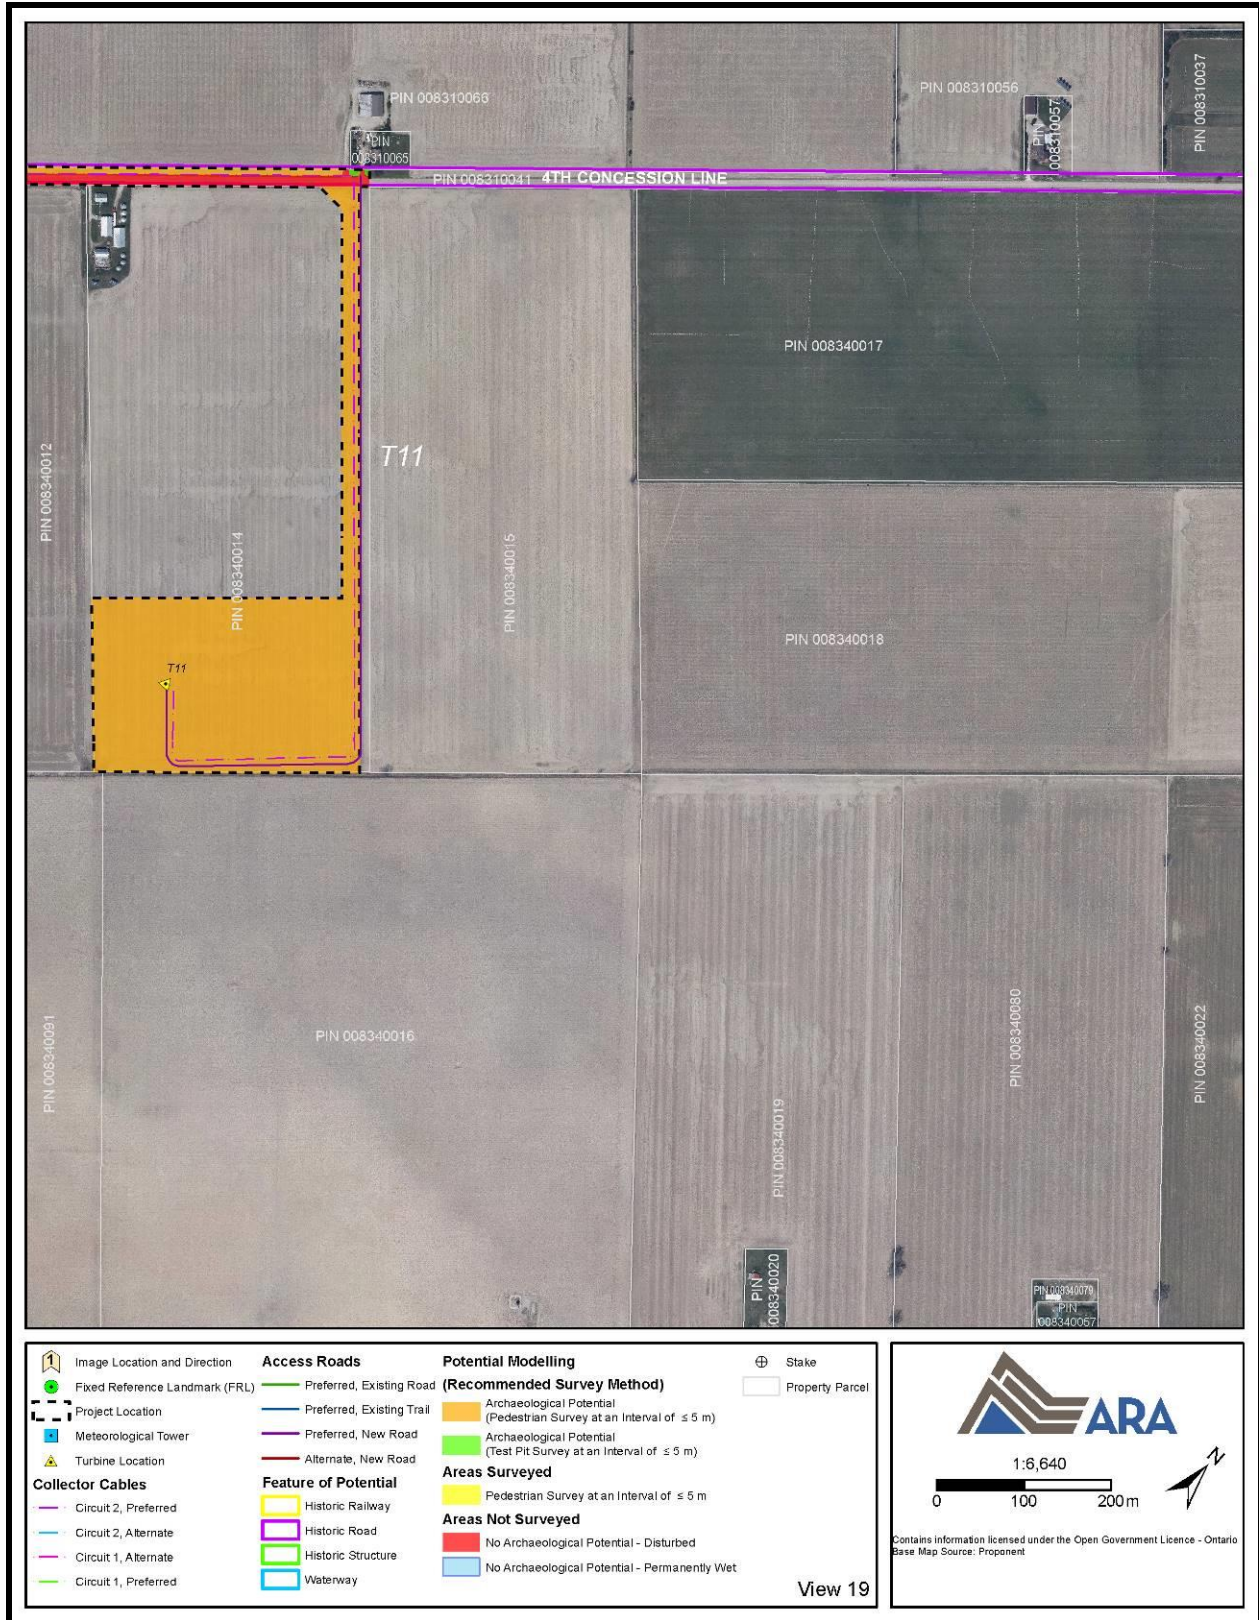 PIN 008310066
PIN 008310056
PIN 008310037
PIN
008310065
PIN
008310057
PIN 008310041
4TH CONCESSION LINE
PIN 008340017
PIN 008340012
T11
PIN 008340014
PIN 008340015
PIN 008340018
T11
PIN 008340091
PIN 008340016
PIN 008340080
PIN 008340022
PIN 008340019
PIN
008340020
PIN 008340079
PIN
008340057
1
Image Location and Direction
Fixed Reference Landmark (FRL)
Project Location
Meteorological Tower
Turbine Location
Collector Cables
Circuit 2, Preferred
Circuit 2, Alternate
Circuit 1, Alternate
Circuit 1, Preferred
Access Roads
Preferred, Existing Road
Preferred, Existing Trail
Preferred, New Road
Alternate, New Road
Feature of Potential
Historic Railway
Historic Road
Historic Structure
Waterway
Potential Modelling
(Recommended Survey Method)
Archaeological Potential
(Pedestrian Survey at an Interval of ≤ 5 m)
Archaeological Potential
(Test Pit Survey at an Interval of ≤ 5 m)
Areas Surveyed
Pedestrian Survey at an Interval of ≤ 5 m
Areas Not Surveyed
No Archaeological Potential - Disturbed
No Archaeological Potential - Permanently Wet
Stake
Property Parcel
View 19
ARA
1:6,640
0 100 200 m
N
Contains information licensed under the Open Government Licence - Ontario
Base Map Source: Proponent